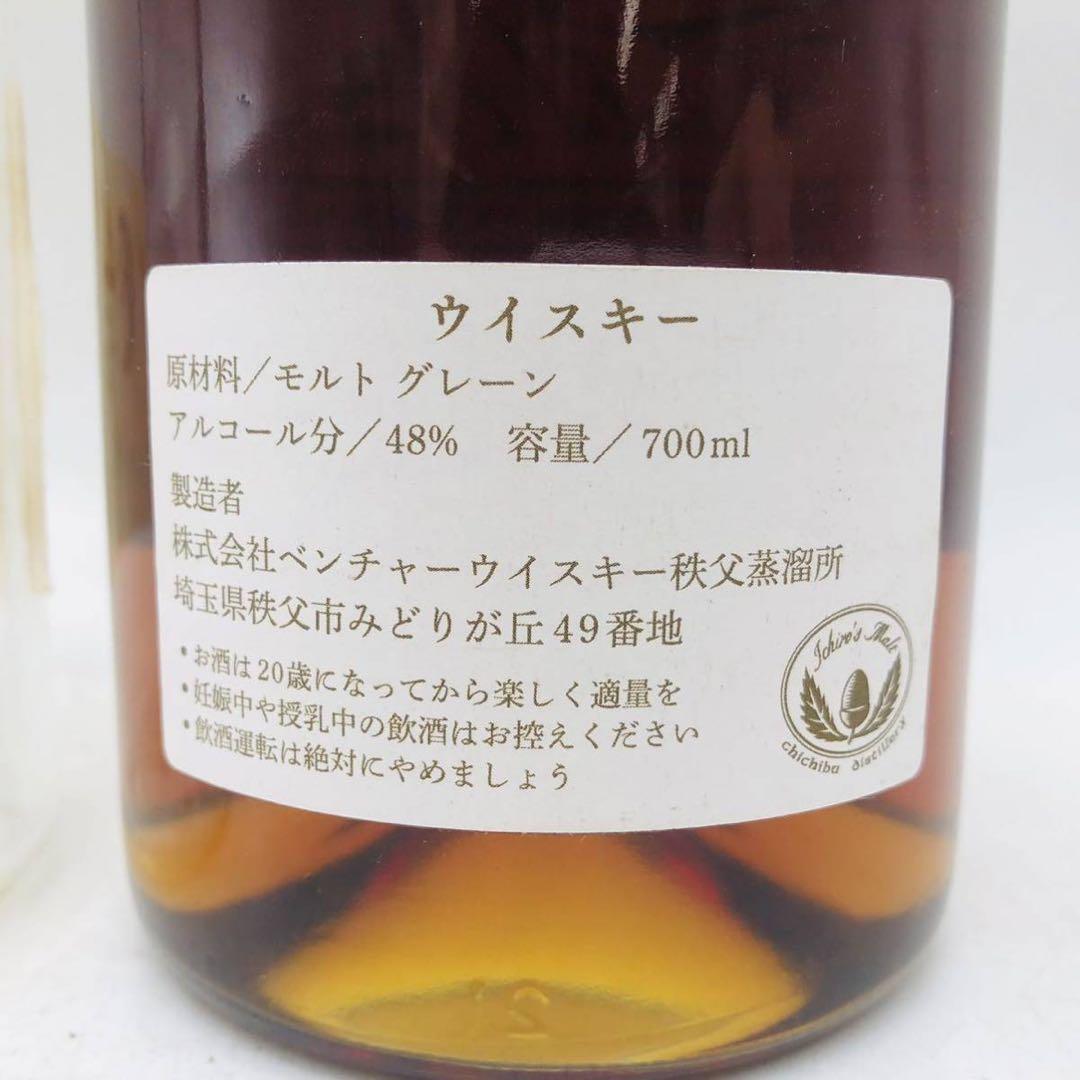 ウイスキー
原材料／モルト グレーン
アルコール分／48%　容量／700ml
製造者
株式会社ベンチャーウイスキー秩父蒸溜所
埼玉県秩父市みどりが丘49番地
•お酒は20歳になってから楽しく適量を
•妊娠中や授乳中の飲酒はお控えください
•飲酒運転は絶対にやめましょう
Ichiro's Malt
chichibu distillery
2